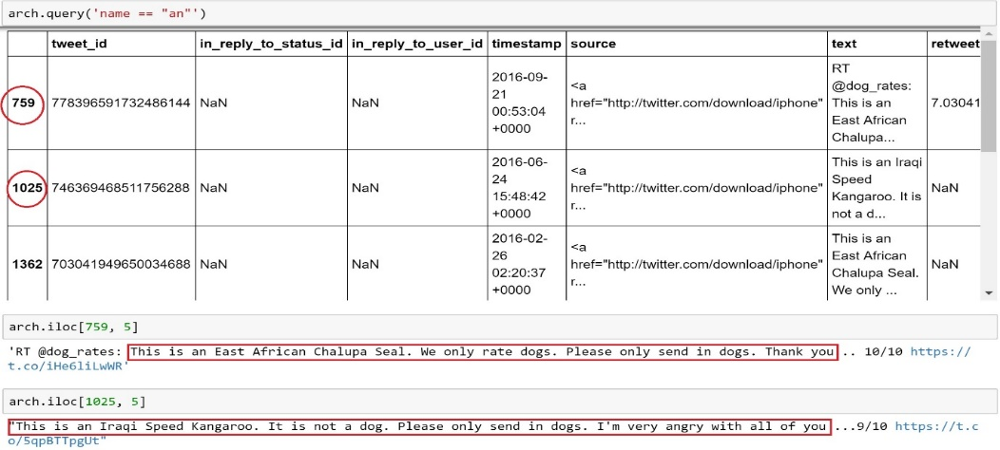 arch.query('name == "an"')
tweet_id in_reply_to_status_id in_reply_to_user_id timestamp source text retweet
759 778396591732486144 NaN NaN 2016-09-
21
00:53:04
+0000 <a
href="http://twitter.com/download/iphone"
r... RT
@dog_rates:
This is an
East African
Chalupa... 7.03041
1025 746369468511756288 NaN NaN 2016-06-
24
15:48:42
+0000 <a
href="http://twitter.com/download/iphone"
r... This is an Iraqi
Speed
Kangaroo. It is
not a d... NaN
1362 703041949650034688 NaN NaN 2016-02-
26
02:20:37
+0000 <a
href="http://twitter.com/download/iphone"
r... This is an
East African
Chalupa Seal.
We only ... NaN
arch.iloc[759, 5]
'RT @dog_rates: This is an East African Chalupa Seal. We only rate dogs. Please only send in dogs. Thank you .. 10/10 https://
t.co/iHe6liLwWR'
arch.iloc[1025, 5]
"This is an Iraqi Speed Kangaroo. It is not a dog. Please only send in dogs. I'm very angry with all of you ...9/10 https://t.c
o/5qpBTTpgUt"